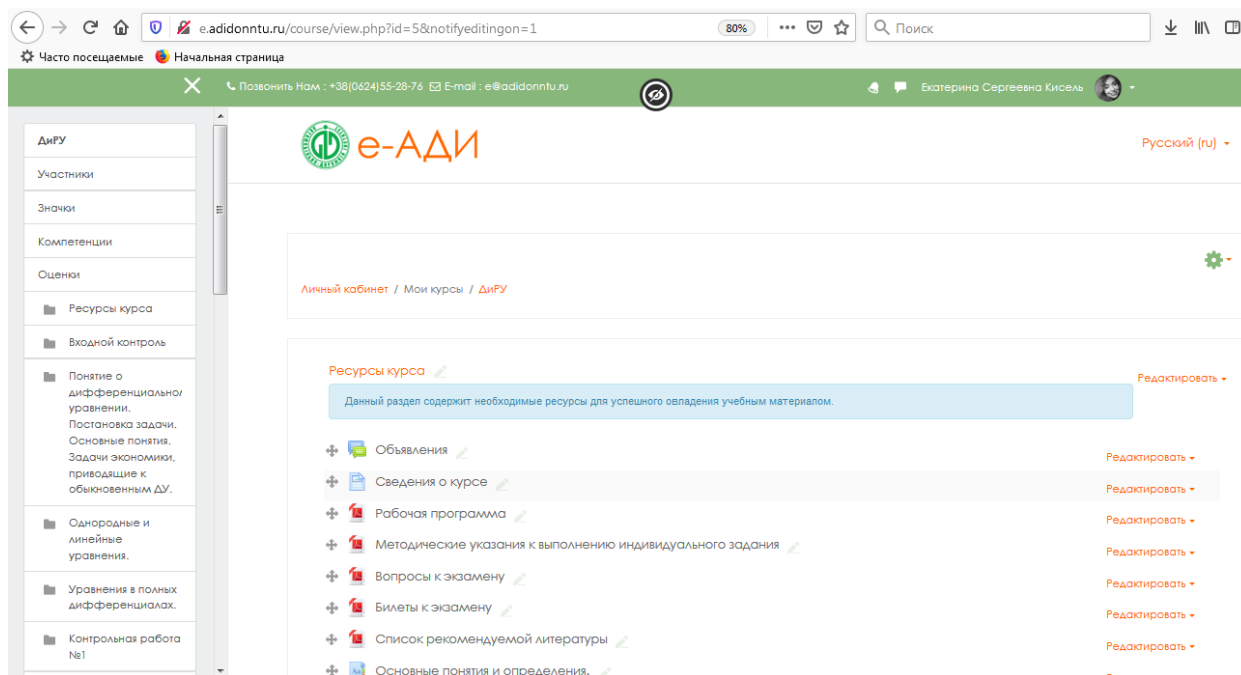 e.adidonntu.ru/course/view.php?id=5&notifyeditingon=1
80%
Поиск
Часто посещаемые
Начальная страница
Позвонить Нам : +38(0624)55-28-76
E-mail : e@adidonntu.ru
Екатерина Сергеевна Кисель
ДиРУ
Участники
Значки
Компетенции
Оценки
Ресурсы курса
Входной контроль
Понятие о
дифференциально
уравнении.
Постановка задачи.
Основные понятия.
Задачи экономики,
приводящие к
обыкновенным ДУ.
Однородные и
линейные
уравнения.
Уравнения в полных
дифференциалах.
Контрольная работа
№1
е-АДИ
Русский (ru)
Личный кабинет / Мои курсы / ДиРУ
Ресурсы курса
Редактировать
Данный раздел содержит необходимые ресурсы для успешного овладения учебным материалом.
Объявления
Редактировать
Сведения о курсе
Редактировать
Рабочая программа
Редактировать
Методические указания к выполнению индивидуального задания
Редактировать
Вопросы к экзамену
Редактировать
Билеты к экзамену
Редактировать
Список рекомендуемой литературы
Редактировать
Основные понятия и определения.